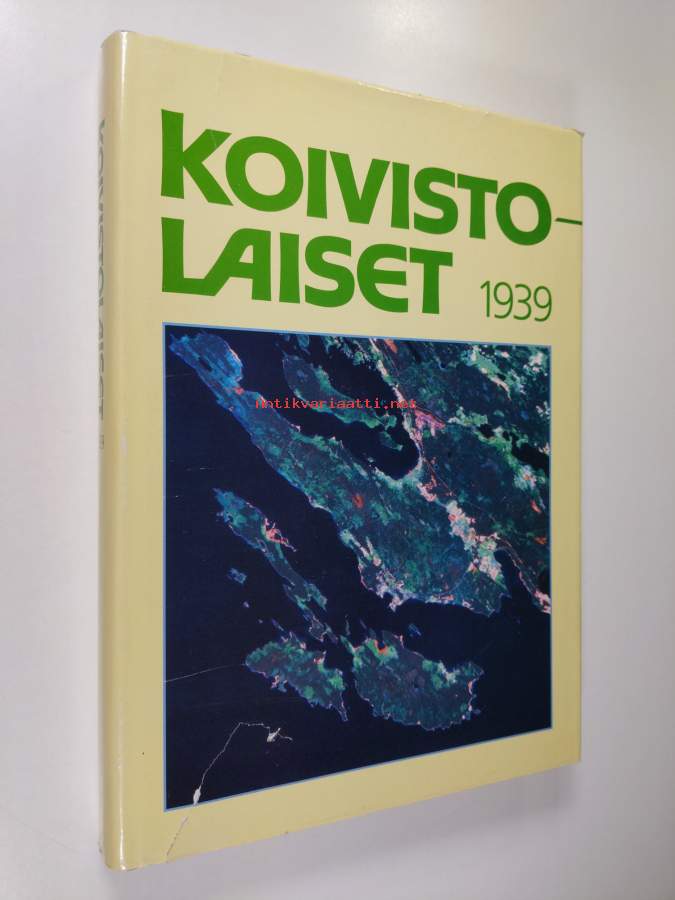 KOIVISTO-
LAISET 1939
antikvariaatti.net
KOIVISTOLAISET